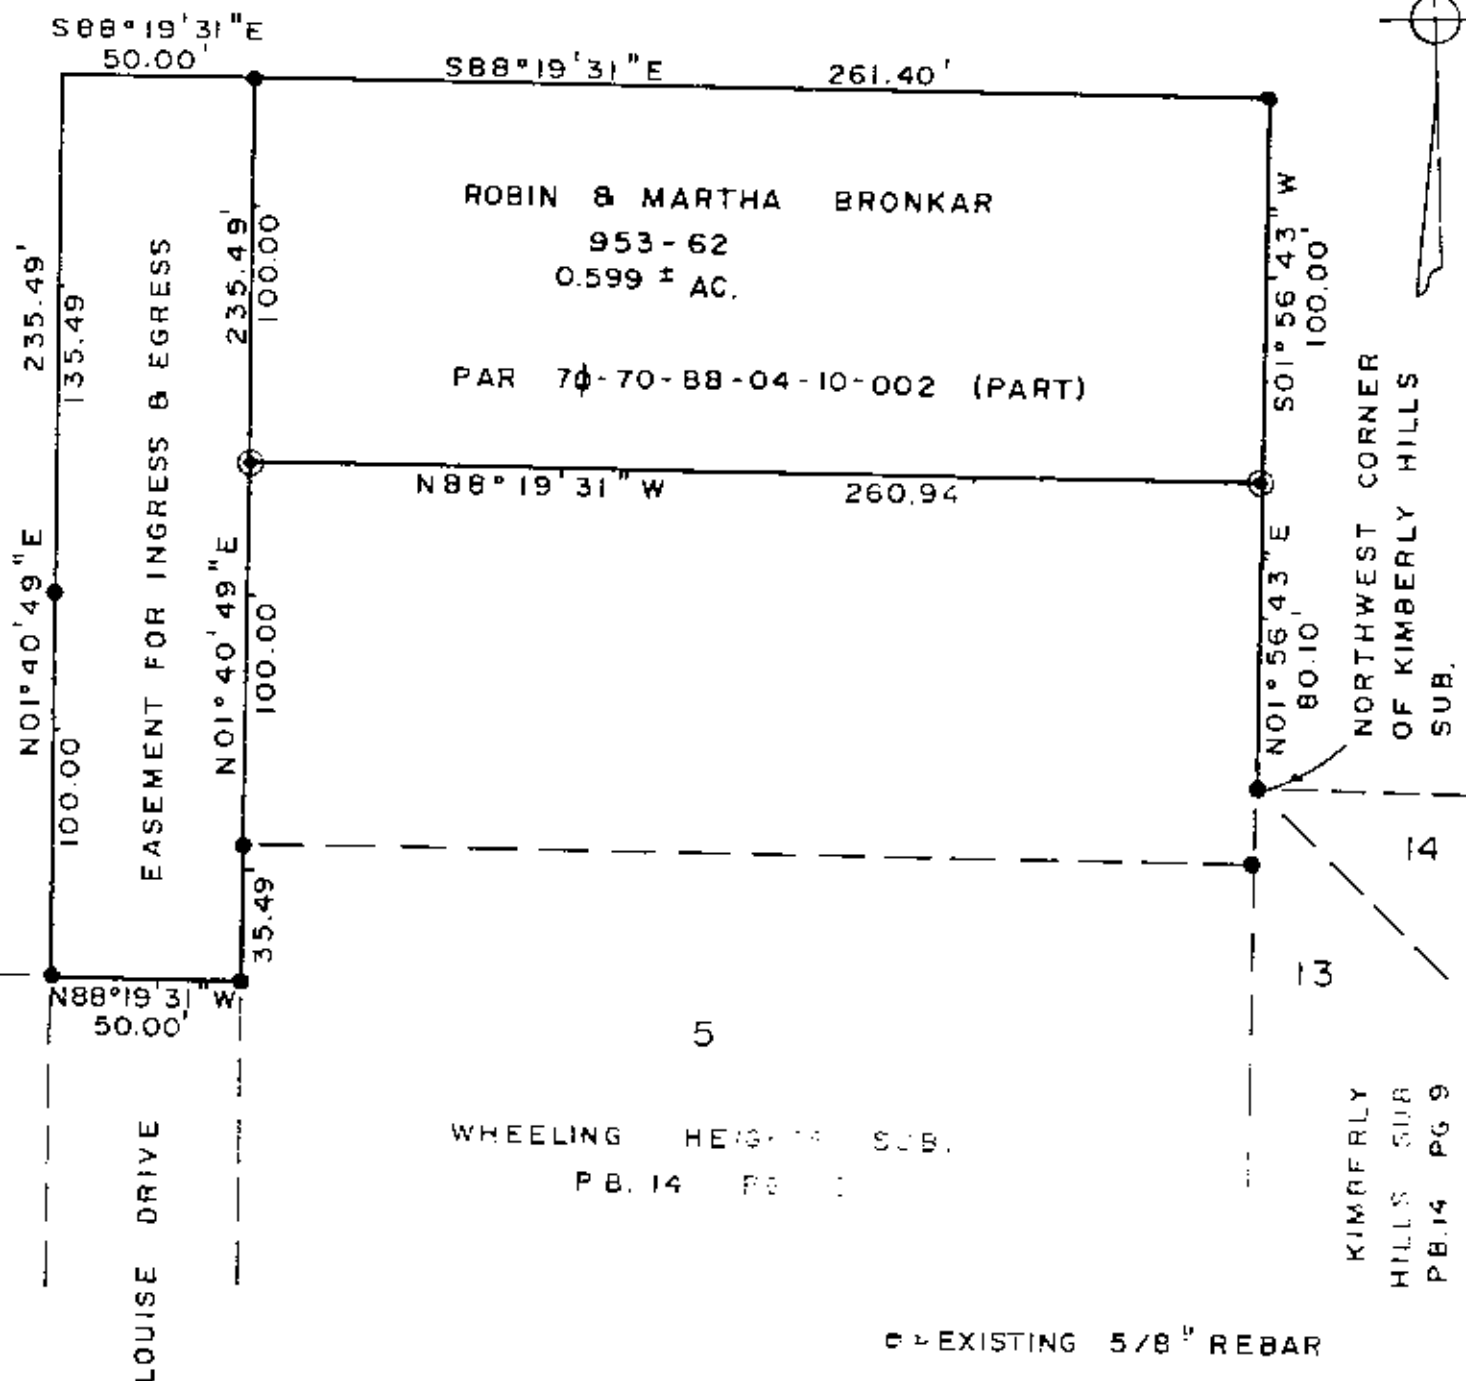 S88°19'31"E
50.00'
S88°19'31"E 261.40'
ROBIN & MARTHA BRONKAR
953-62
0.599 ± AC.
PAR 70-70-88-04-10-002 (PART)
235.49'
135.49
N01°40'49"E
100.00'
EASEMENT FOR INGRESS & EGRESS
235.49'
100.00
N01°40'49"E
100.00'
35.49'
S01°56'43"W
100.00'
N88°19'31"W 260.94'
N01°56'43"E
80.10'
NORTHWEST CORNER
OF KIMBERLY HILLS
SUB.
14
13
N88°19'31"W
50.00'
5
WHEELING SUB.
P.B. 14
LOUISE DRIVE
KIMBERLY
HILLS SUB
P.B.14 PG 9
EXISTING 5/8" REBAR